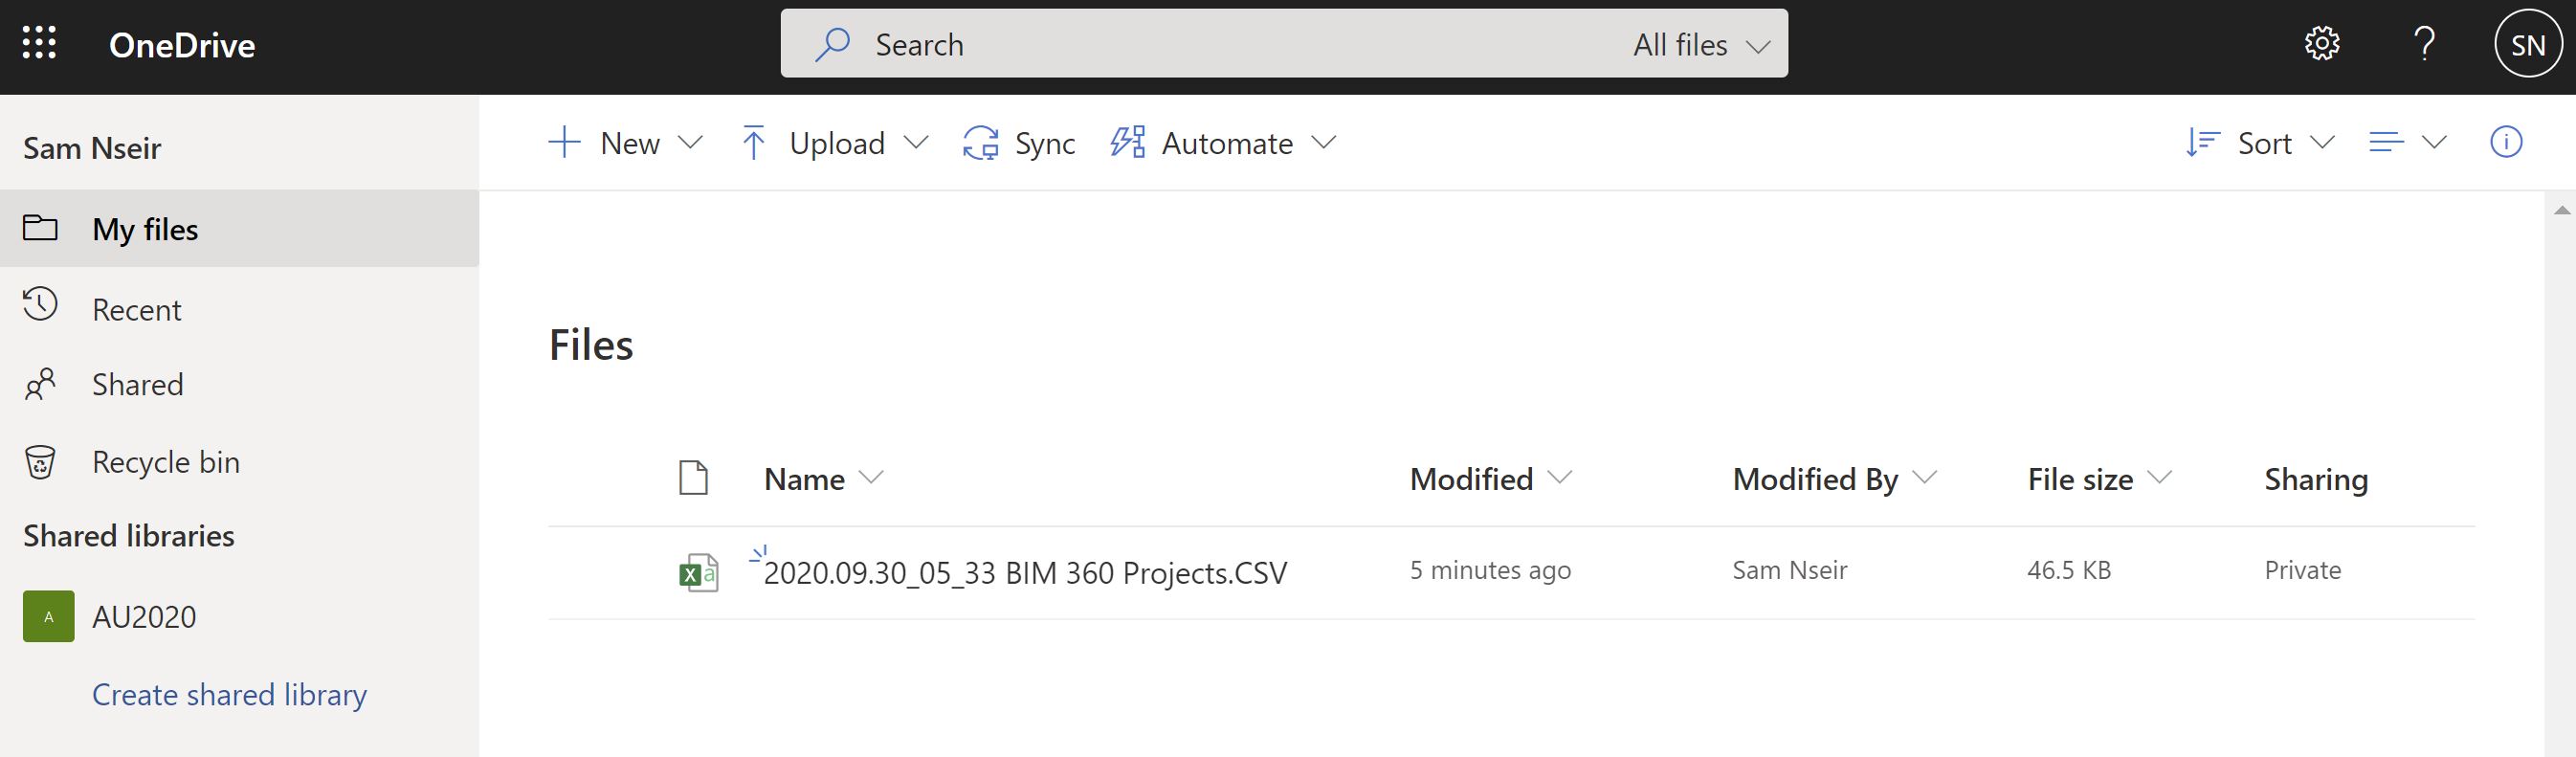 OneDrive
Search All files
SN
Sam Nseir
New Upload Sync Automate Sort
My files
Recent
Shared
Recycle bin
Shared libraries
A AU2020
Create shared library
Files
Name Modified Modified By File size Sharing
X a 2020.09.30_05_33 BIM 360 Projects.CSV 5 minutes ago Sam Nseir 46.5 KB Private